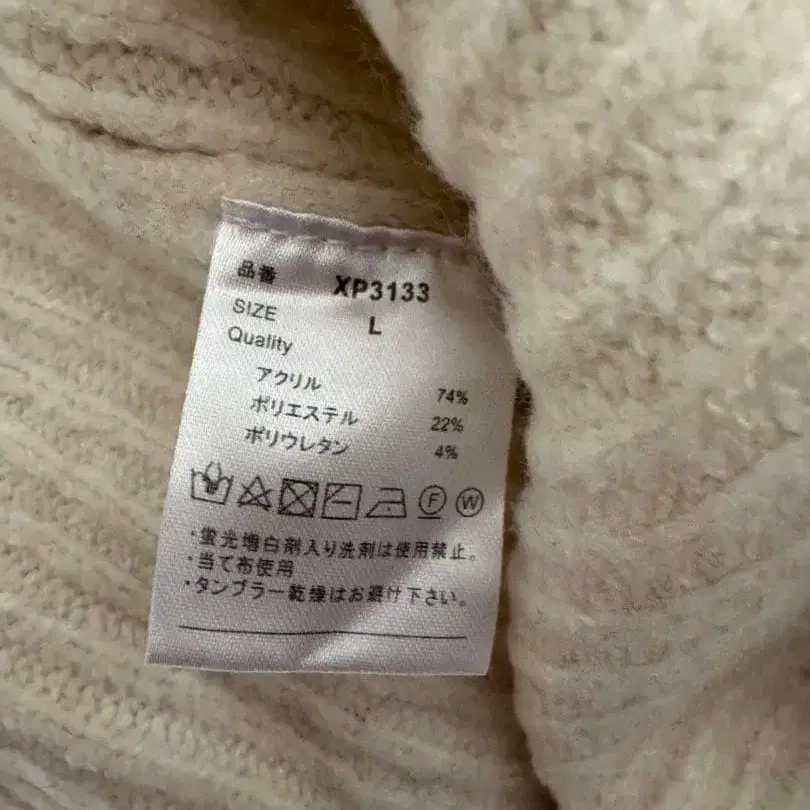 品番 XP3133
SIZE L
Quality
アクリル 74%
ポリエステル 22%
ポリウレタン 4%
F W
・蛍光増白剤入り洗剤は使用禁止。
・当て布使用
・タンブラー乾燥はお避け下さい。